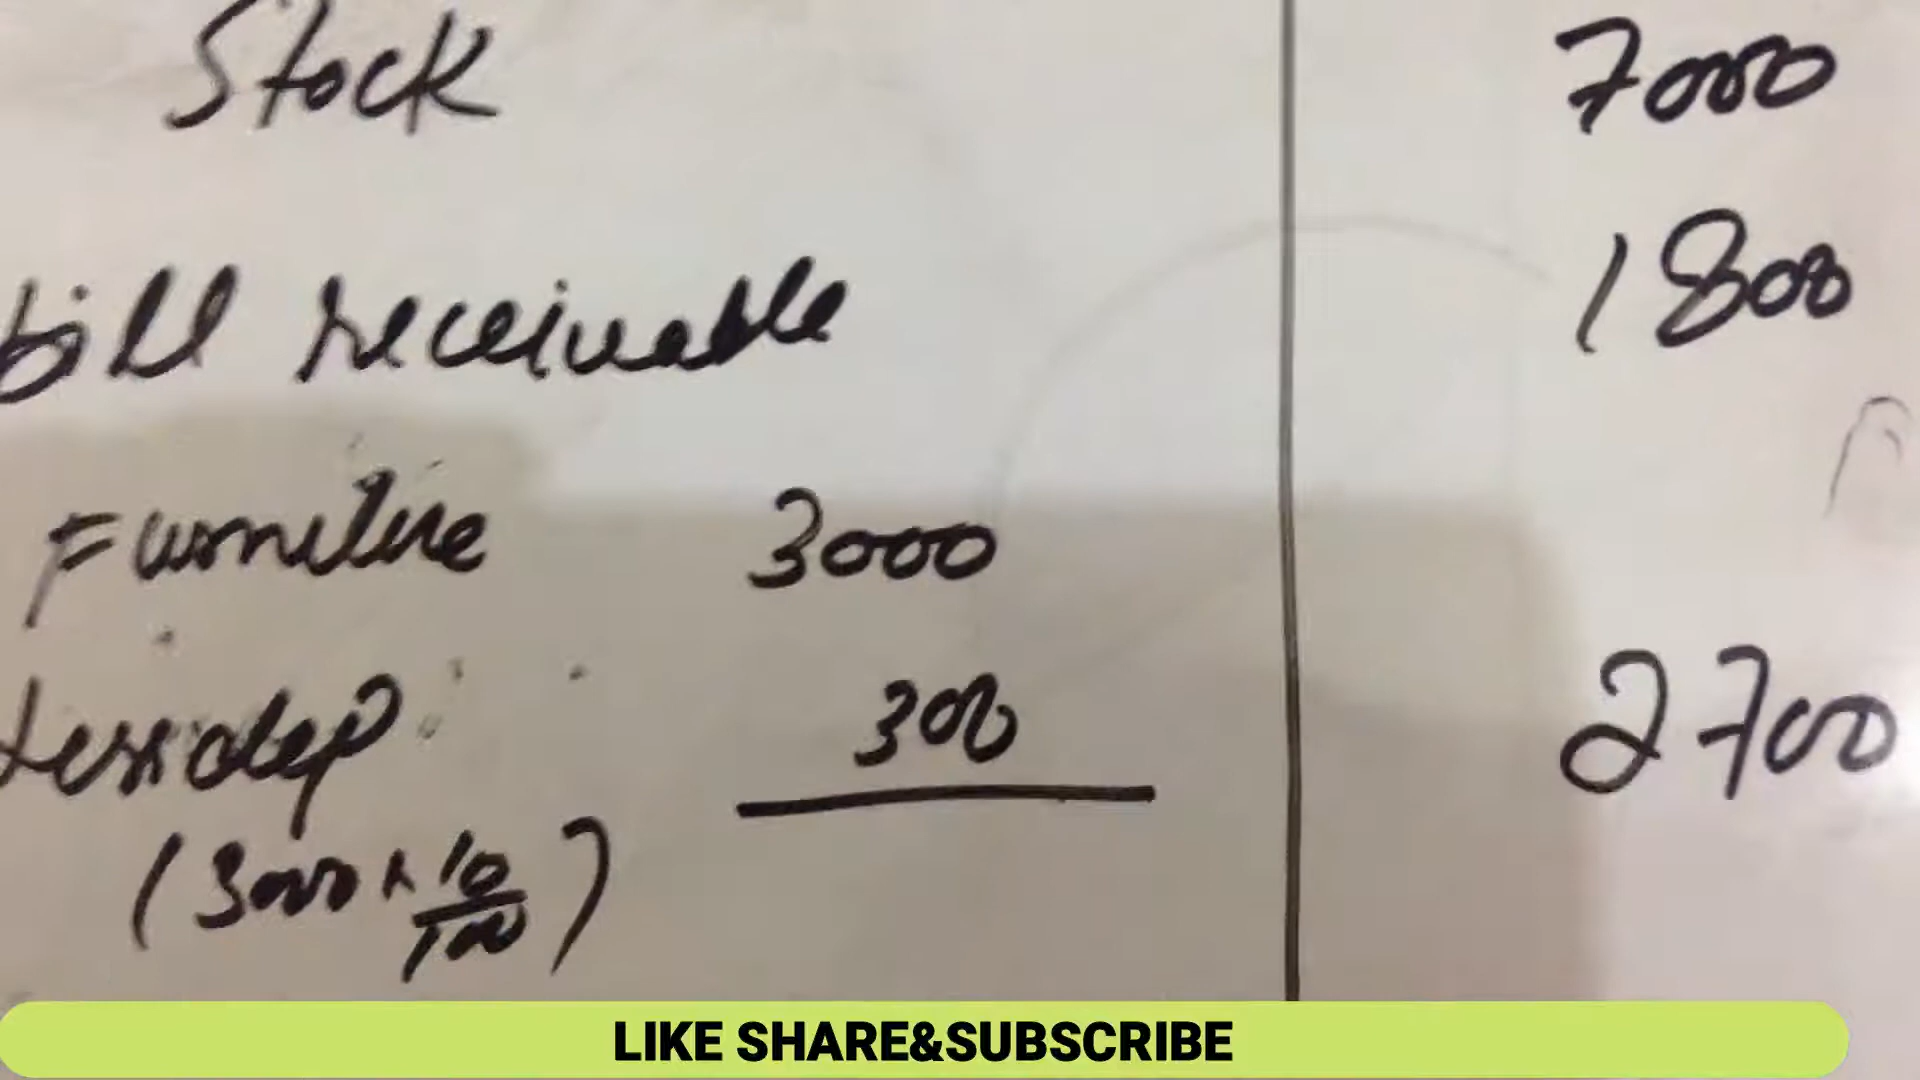 Stock 7000
bill receivable 1800
Furniture 3000
Less: dep: 300 2700
(3000 × 10/100)
LIKE SHARE&SUBSCRIBE